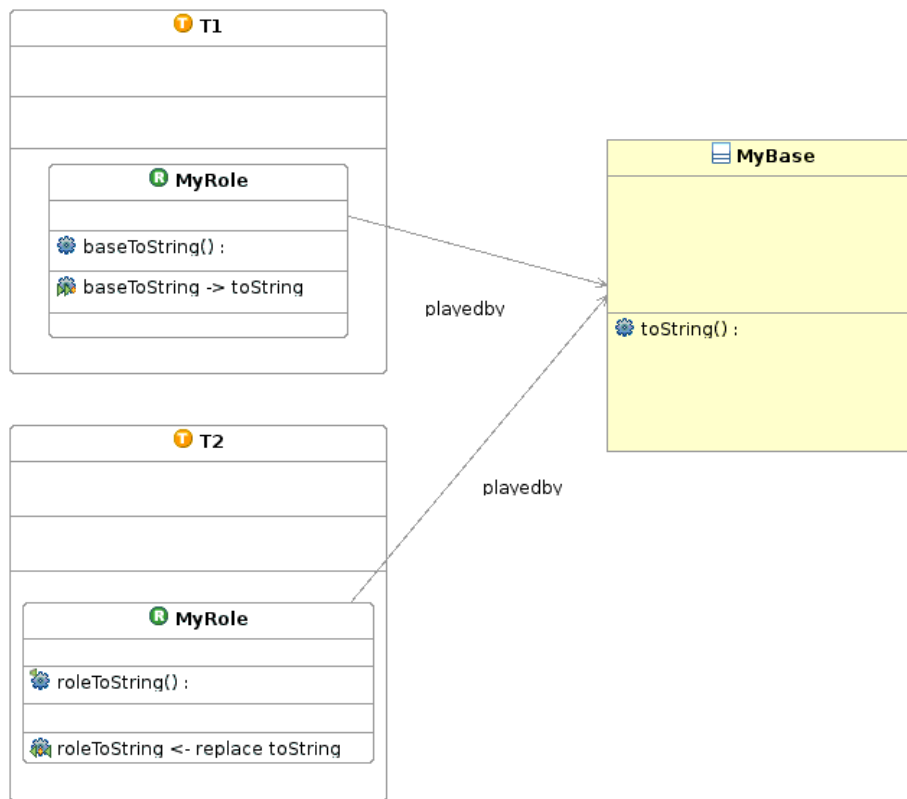 T T1
R MyRole
baseToString() :
baseToString -> toString
MyBase
toString() :
playedby
T T2
playedby
R MyRole
roleToString() :
roleToString <- replace toString